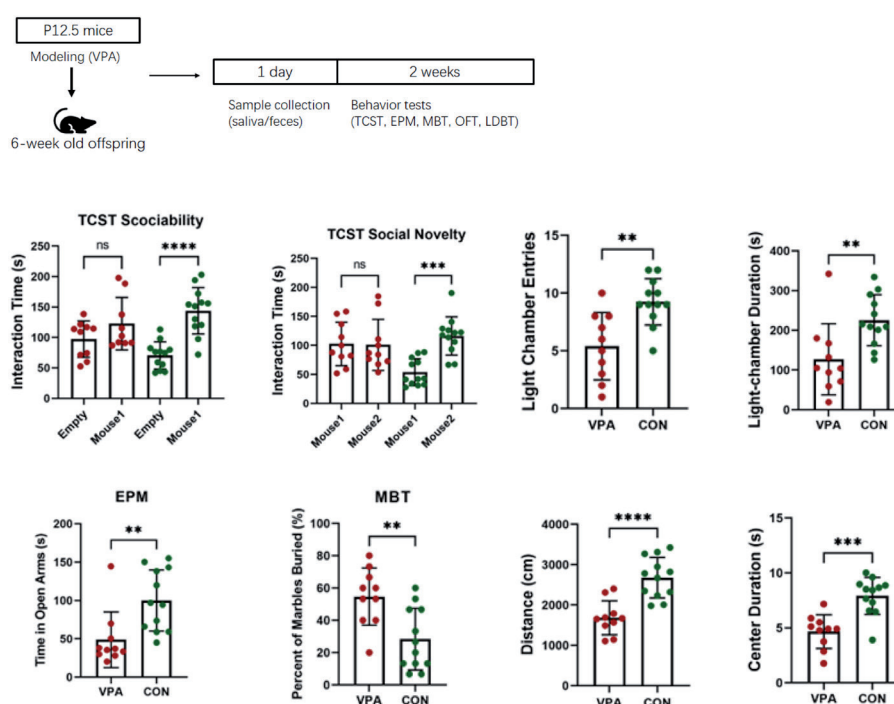 P12.5 mice
Modeling (VPA)
6-week old offspring
1 day
2 weeks
Sample collection
(saliva/feces)
Behavior tests
(TCST, EPM, MBT, OFT, LDBT)
TCST Scociability
Interaction Time (s)
250
200
150
100
50
0
ns
****
Empty
Mouse1
Empty
Mouse1
TCST Social Novelty
Interaction Time (s)
250
200
150
100
50
0
ns
***
Mouse1
Mouse2
Mouse1
Mouse2
Light Chamber Entries
15
10
5
0
**
VPA
CON
Light-chamber Duration (s)
400
300
200
100
0
**
VPA
CON
EPM
Time in Open Arms (s)
200
150
100
50
0
**
VPA
CON
MBT
Percent of Marbles Buried (%)
100
80
60
40
20
0
**
VPA
CON
Distance (cm)
4000
3000
2000
1000
0
****
VPA
CON
Center Duration (s)
15
10
5
0
***
VPA
CON